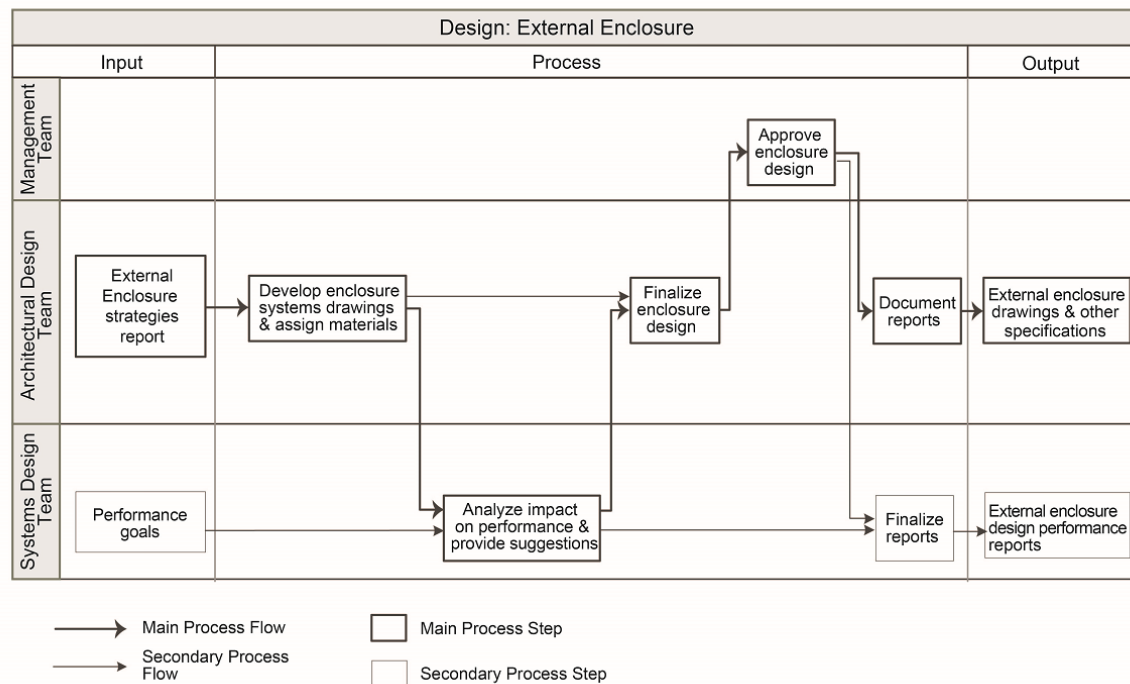 Design: External Enclosure
Input
Process
Output
Management
Team
Approve
enclosure
design
Architectural Design
Team
External
Enclosure
strategies
report
Develop enclosure
systems drawings
& assign materials
Finalize
enclosure
design
Document
reports
External enclosure
drawings & other
specifications
Systems Design
Team
Performance
goals
Analyze impact
on performance &
provide suggestions
Finalize
reports
External enclosure
design performance
reports
Main Process Flow
Main Process Step
Secondary Process
Flow
Secondary Process Step